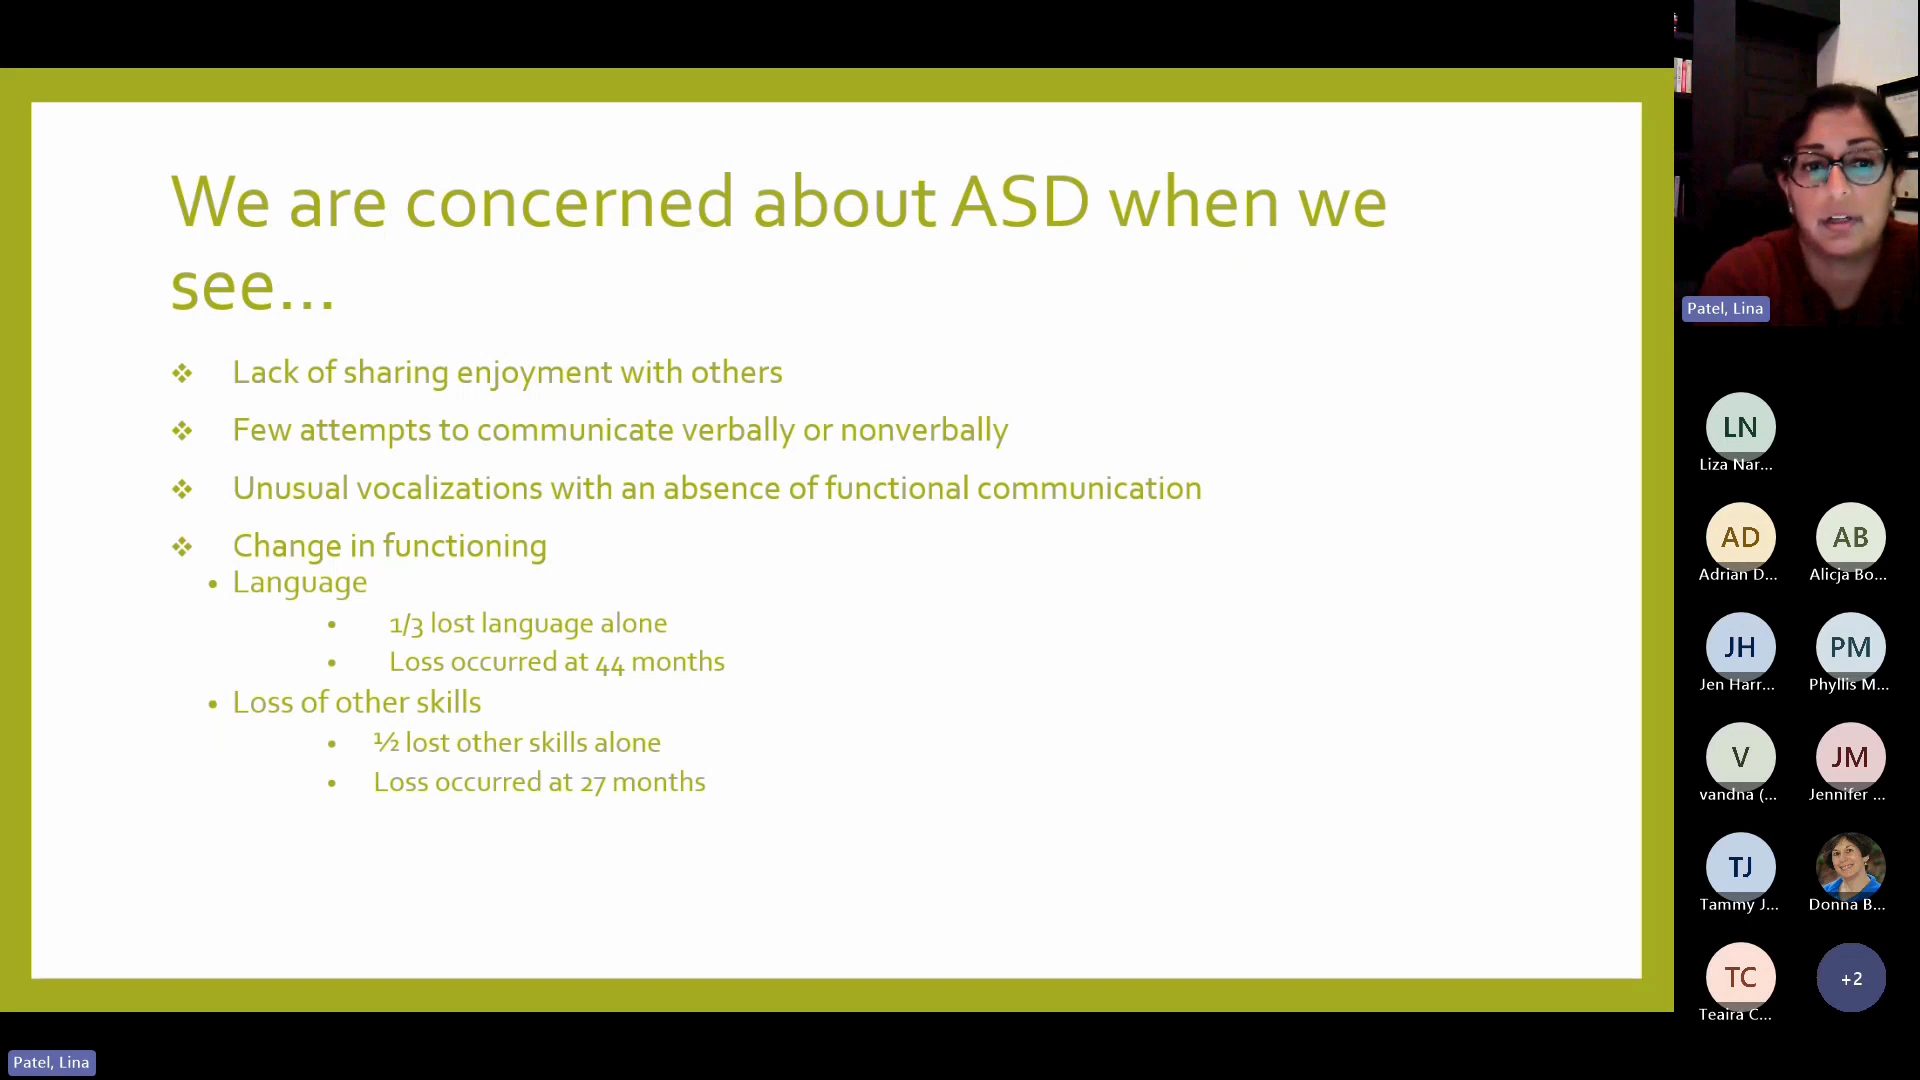 We are concerned about ASD when we
see...
❖ Lack of sharing enjoyment with others
❖ Few attempts to communicate verbally or nonverbally
❖ Unusual vocalizations with an absence of functional communication
❖ Change in functioning
• Language
• 1/3 lost language alone
• Loss occurred at 44 months
• Loss of other skills
• ½ lost other skills alone
• Loss occurred at 27 months
Patel, Lina
Patel, Lina
LN
Liza Nar...
AD
Adrian D...
AB
Alicja Bo...
JH
Jen Harr...
PM
Phyllis M...
V
vandna (...
JM
Jennifer ...
TJ
Tammy J...
Donna B...
TC
Teaira C...
+2